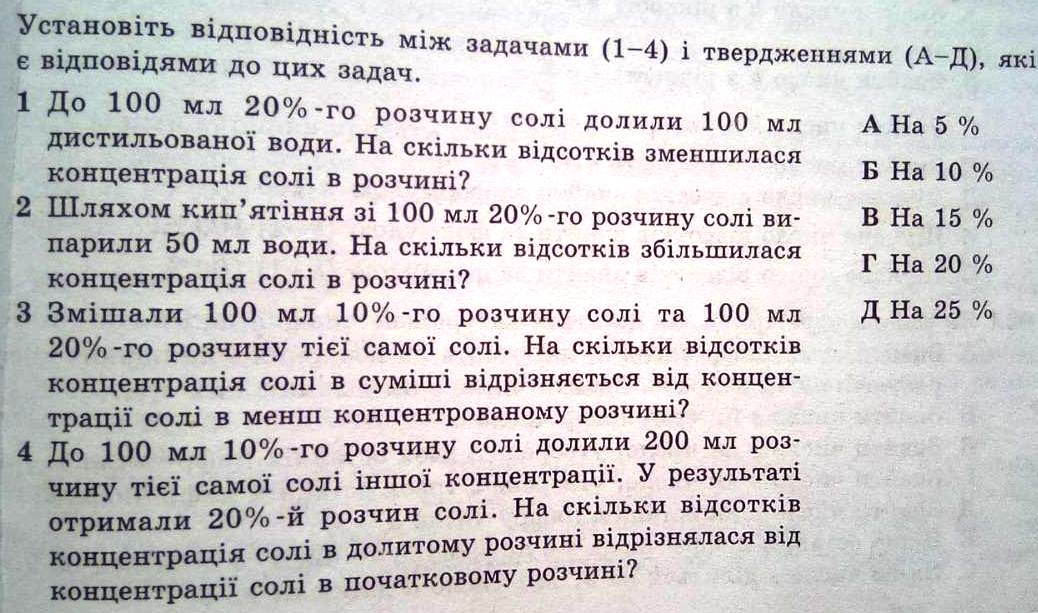 Установіть відповідність між задачами (1–4) і твердженнями (А–Д), які
є відповідями до цих задач.
1 До 100 мл 20%-го розчину солі долили 100 мл
дистильованої води. На скільки відсотків зменшилася
концентрація солі в розчині?
2 Шляхом кип’ятіння зі 100 мл 20%-го розчину солі ви-
парили 50 мл води. На скільки відсотків збільшилася
концентрація солі в розчині?
3 Змішали 100 мл 10%-го розчину солі та 100 мл
20%-го розчину тієї самої солі. На скільки відсотків
концентрація солі в суміші відрізняється від концен-
трації солі в менш концентрованому розчині?
4 До 100 мл 10%-го розчину солі долили 200 мл роз-
чину тієї самої солі іншої концентрації. У результаті
отримали 20%-й розчин солі. На скільки відсотків
концентрація солі в долитому розчині відрізнялася від
концентрації солі в початковому розчині?
А На 5 %
Б На 10 %
В На 15 %
Г На 20 %
Д На 25 %